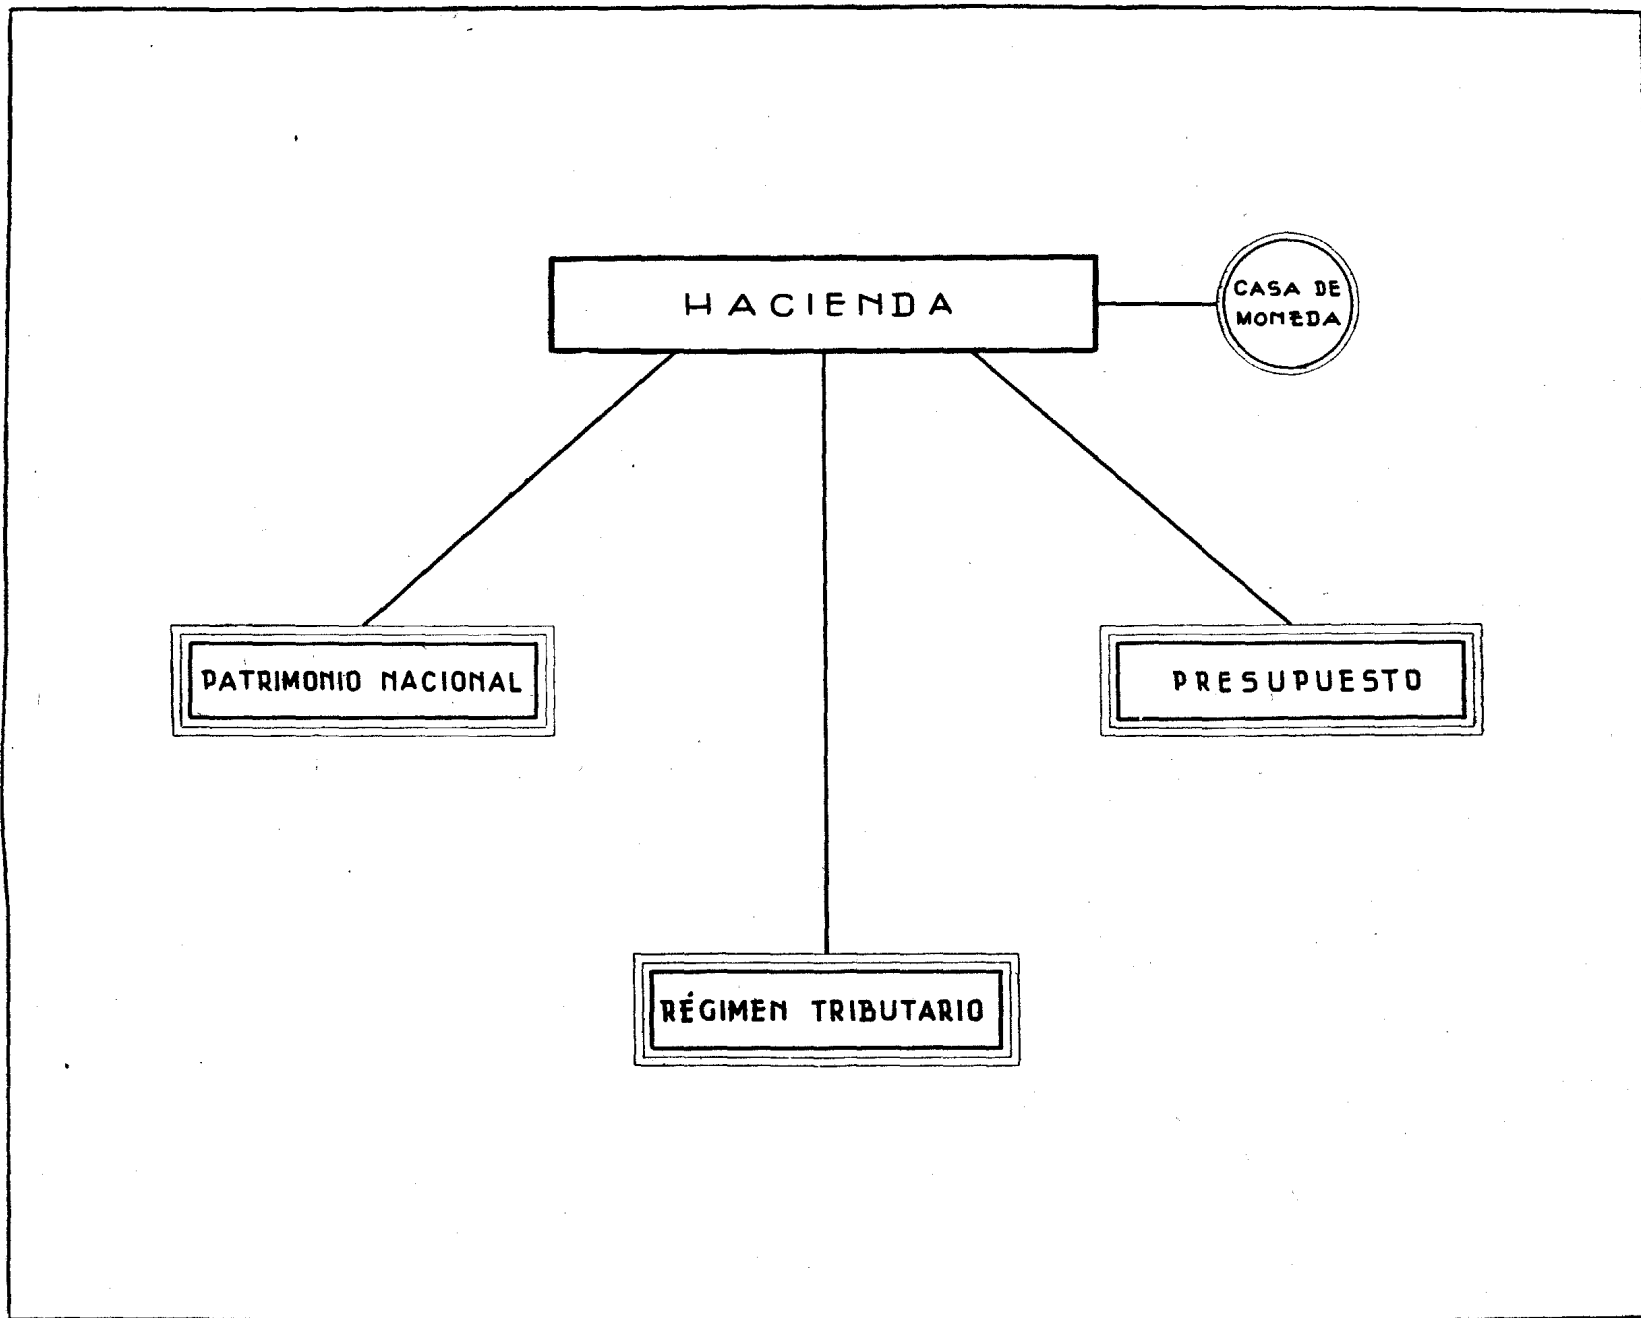 HACIENDA
CASA DE
MONEDA
PATRIMONIO NACIONAL
PRESUPUESTO
RÉGIMEN TRIBUTARIO